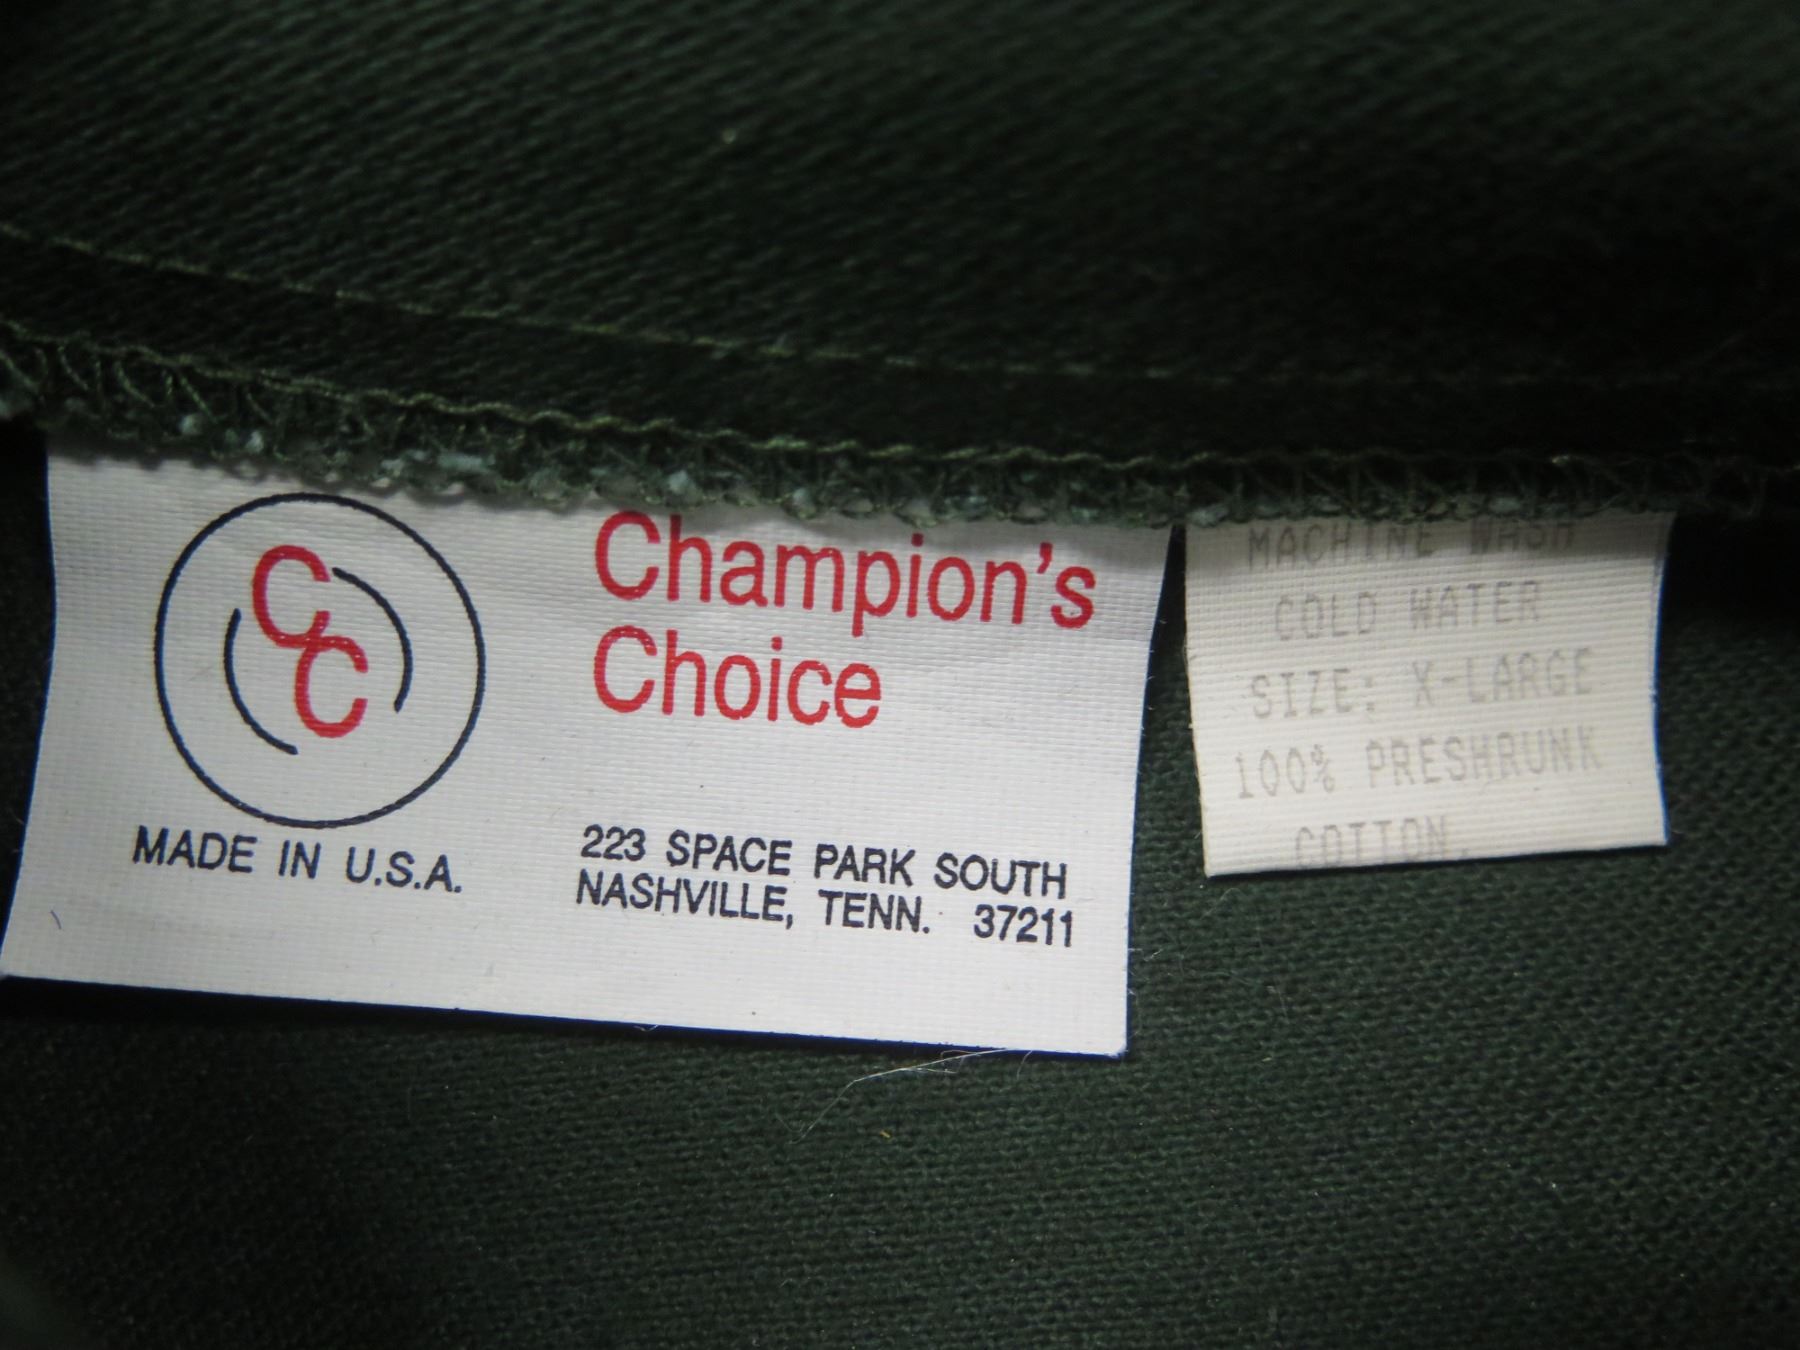 CC
Champion's
Choice
MADE IN U.S.A.
223 SPACE PARK SOUTH
NASHVILLE, TENN. 37211
MACHINE WASH
COLD WATER
SIZE: X-LARGE
100% PRESHRUNK
COTTON.